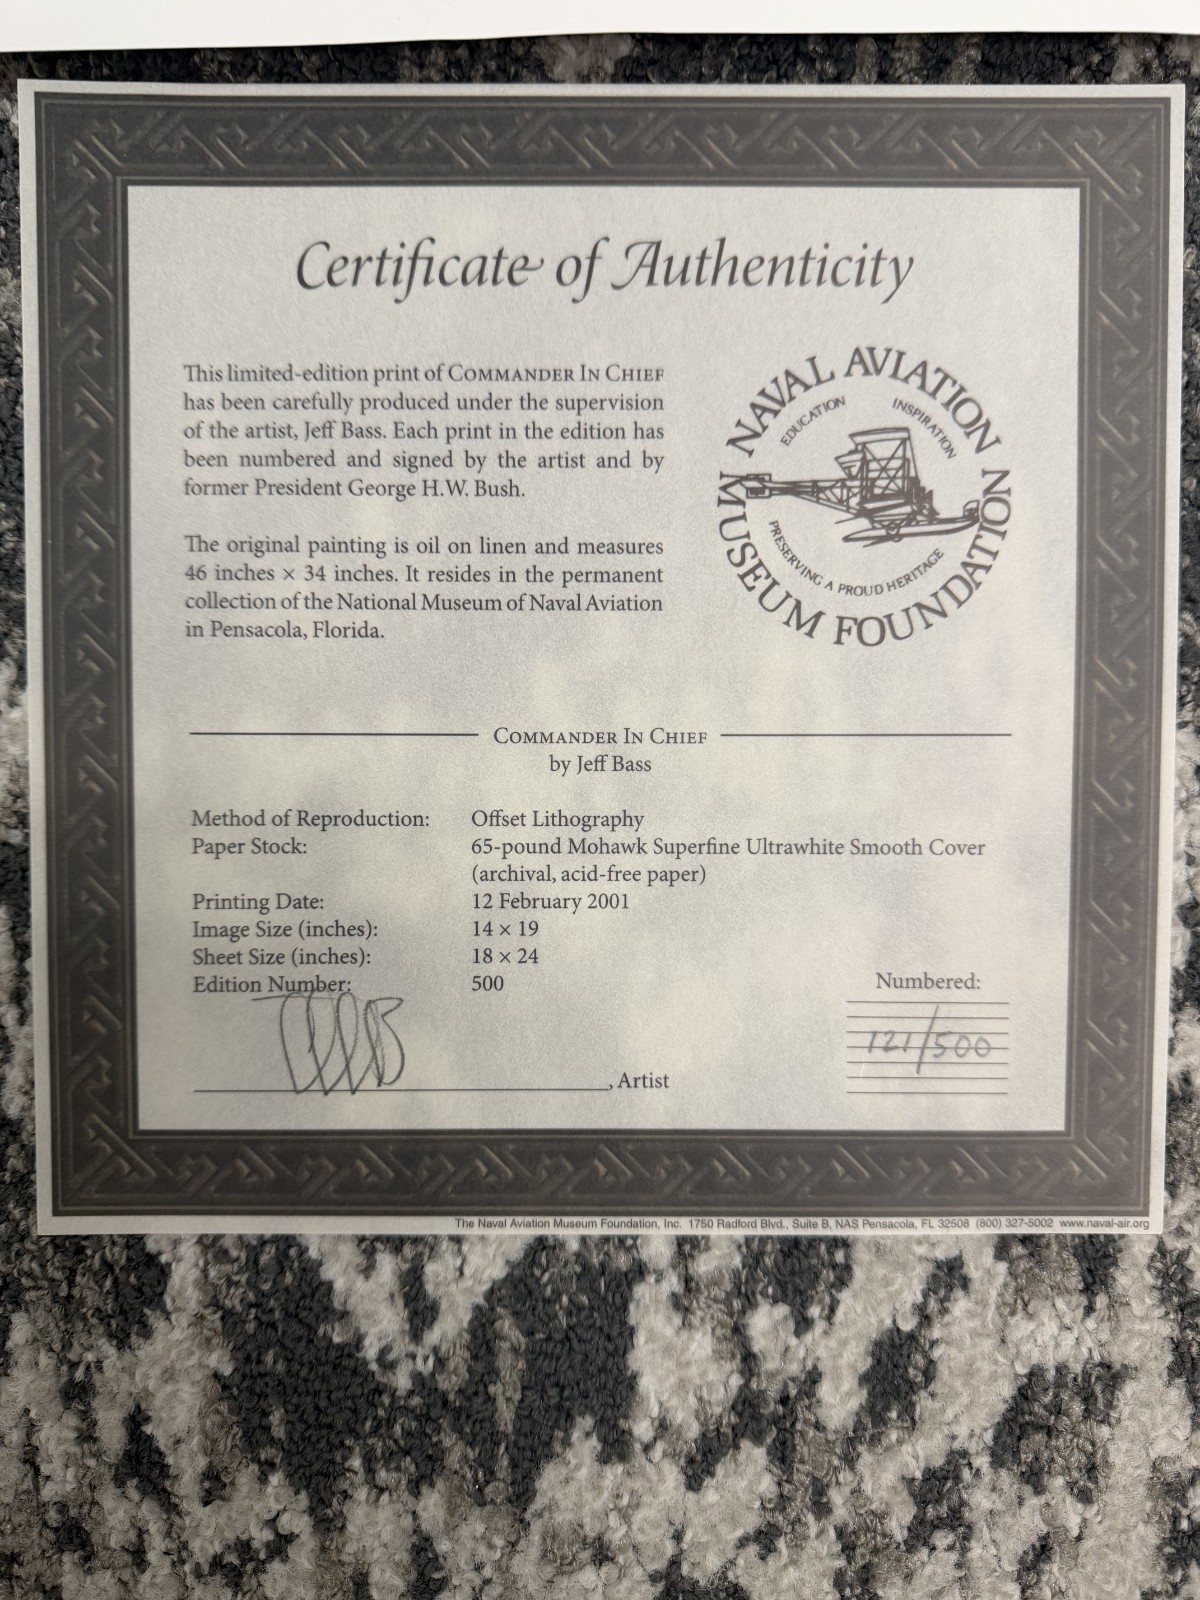 Certificate of Authenticity
This limited-edition print of COMMANDER IN CHIEF
has been carefully produced under the supervision
of the artist, Jeff Bass. Each print in the edition has
been numbered and signed by the artist and by
former President George H.W. Bush.
The original painting is oil on linen and measures
46 inches × 34 inches. It resides in the permanent
collection of the National Museum of Naval Aviation
in Pensacola, Florida.
NAVAL AVIATION
MUSEUM FOUNDATION
EDUCATION
INSPIRATION
PRESERVING A PROUD HERITAGE
COMMANDER IN CHIEF
by Jeff Bass
Method of Reproduction: Offset Lithography
Paper Stock: 65-pound Mohawk Superfine Ultrawhite Smooth Cover
(archival, acid-free paper)
Printing Date: 12 February 2001
Image Size (inches): 14 × 19
Sheet Size (inches): 18 × 24
Edition Number: 500
Numbered:
121/500
, Artist
The Naval Aviation Museum Foundation, Inc. 1750 Radford Blvd., Suite B, NAS Pensacola, FL 32508 (800) 327-5002 www.naval-air.org